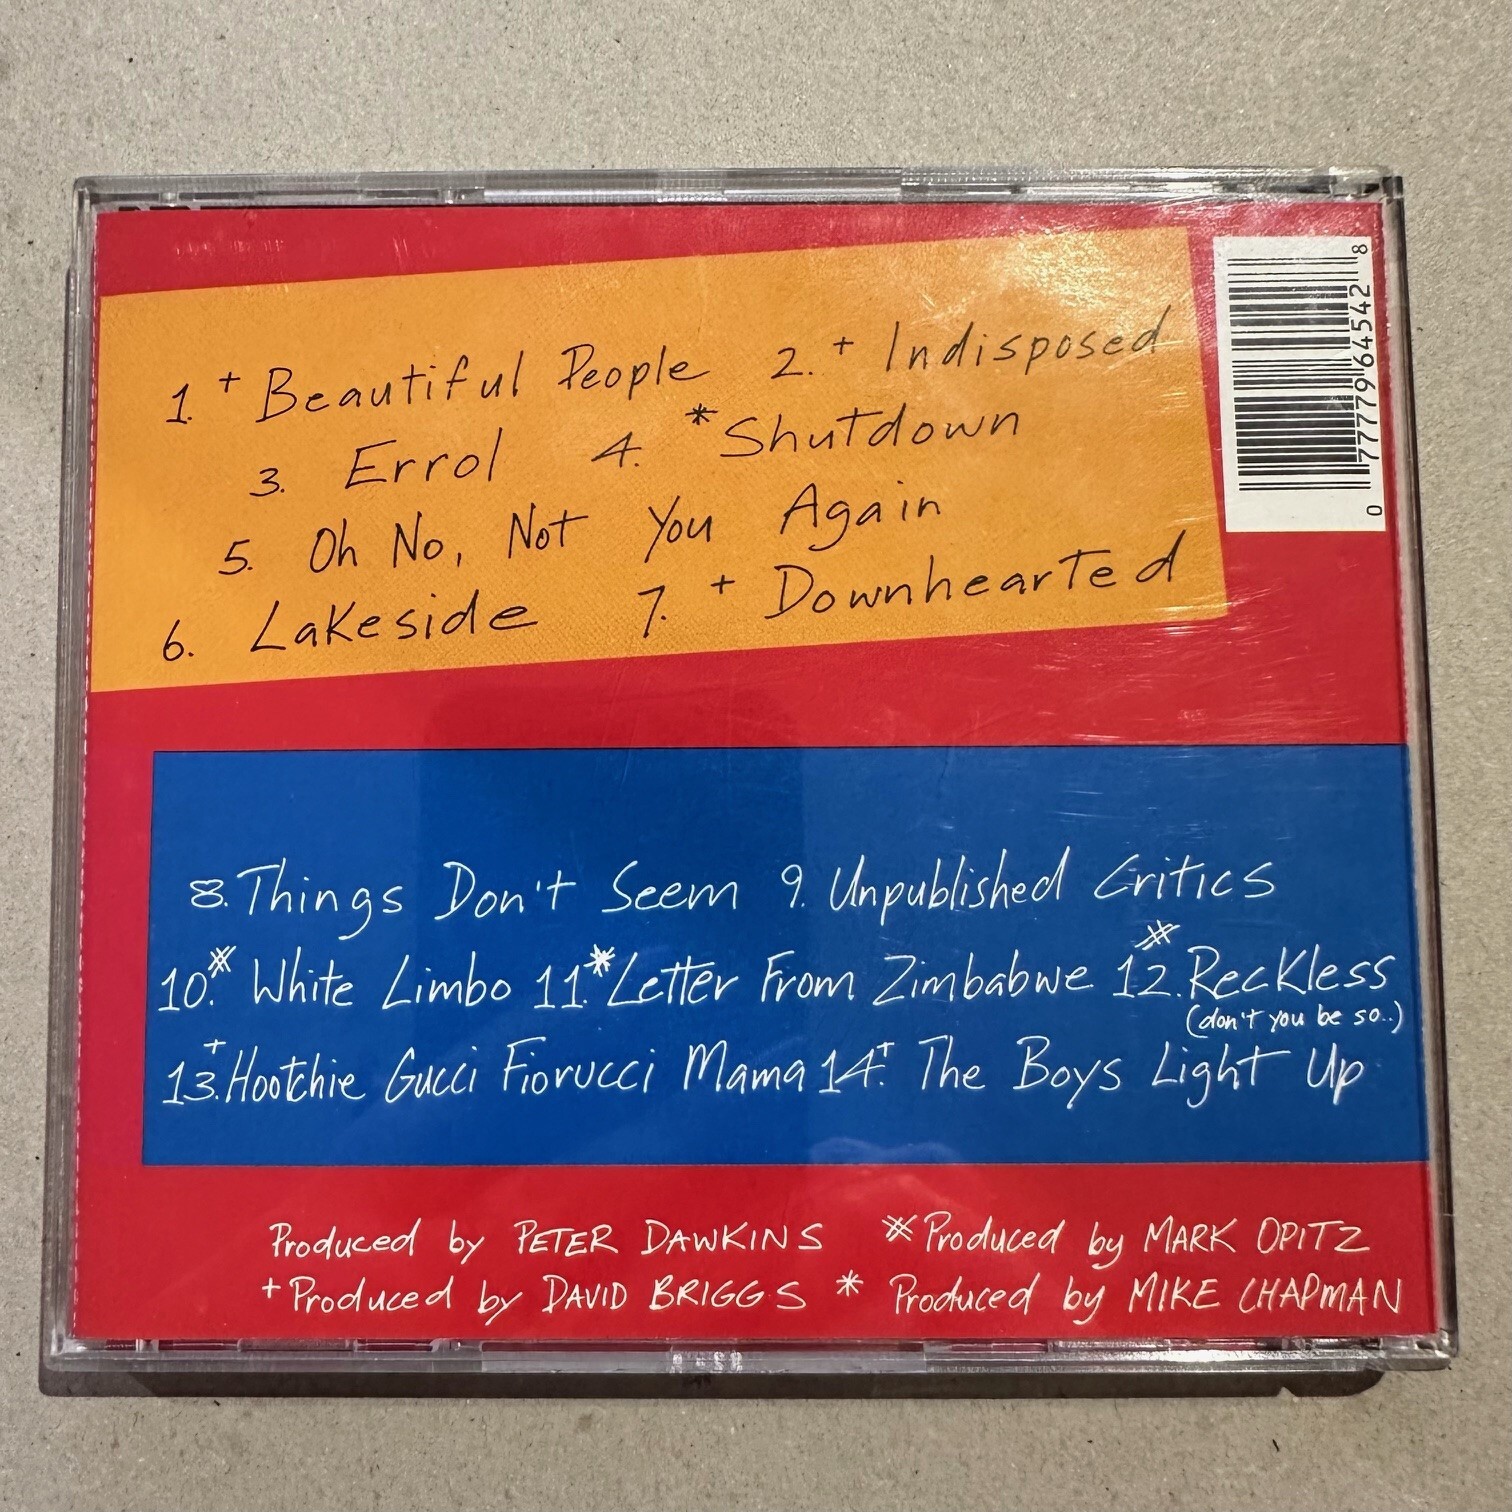 1. + Beautiful People 2. + Indisposed
3. Errol 4. * Shutdown
5. Oh No, Not You Again
6. Lakeside 7. + Downhearted
8. Things Don't Seem 9. Unpublished Critics
10.※ White Limbo 11.* Letter From Zimbabwe 12.※ Reckless
(don't you be so..)
13.+ Hootchie Gucci Fiorucci Mama 14.+ The Boys Light Up
Produced by PETER DAWKINS ※ Produced by MARK OPITZ
+ Produced by DAVID BRIGGS * Produced by MIKE CHAPMAN
0 77779 64542 8